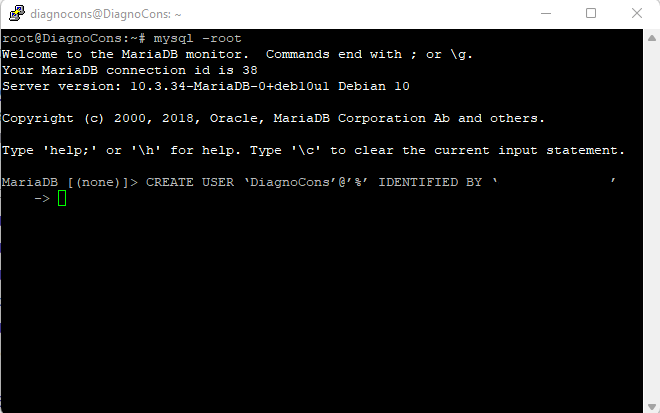 diagnocons@DiagnoCons: ~
root@DiagnoCons:~# mysql -root
Welcome to the MariaDB monitor.  Commands end with ; or \g.
Your MariaDB connection id is 38
Server version: 10.3.34-MariaDB-0+deb10u1 Debian 10
Copyright (c) 2000, 2018, Oracle, MariaDB Corporation Ab and others.
Type 'help;' or '\h' for help. Type '\c' to clear the current input statement.
MariaDB [(none)]> CREATE USER ‘DiagnoCons’@’%’ IDENTIFIED BY ‘              ’
    ->